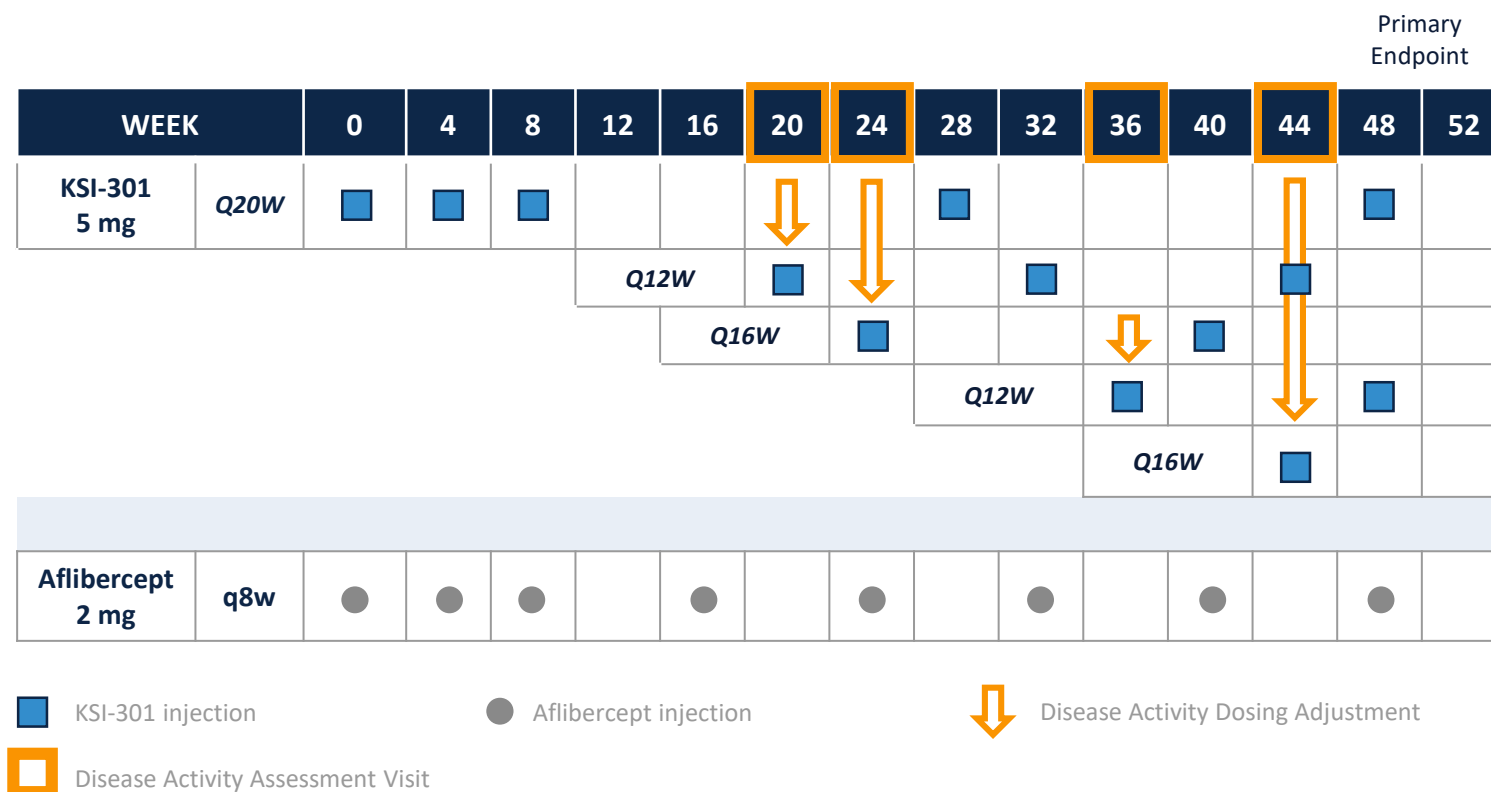 Primary
Endpoint
WEEK 0 4 8 12 16 20 24 28 32 36 40 44 48 52
KSI-301
5 mg
Q20W
Q12W
Q16W
Q12W
Q16W
Aflibercept
2 mg
q8w
KSI-301 injection
Aflibercept injection
Disease Activity Dosing Adjustment
Disease Activity Assessment Visit